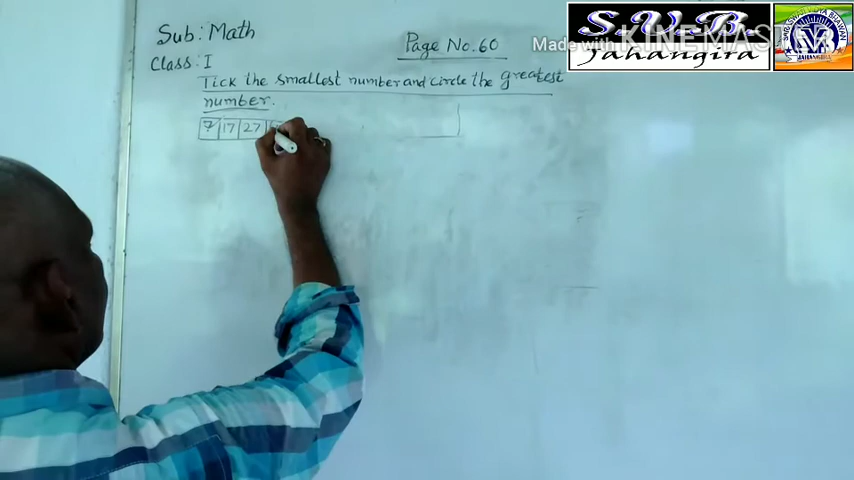 Sub: Math
Page No. 60
Class: I
Tick the smallest number and circle the greatest
number.
7 17 27
Made with KINEMASTER
S.V.B.
Jahangira